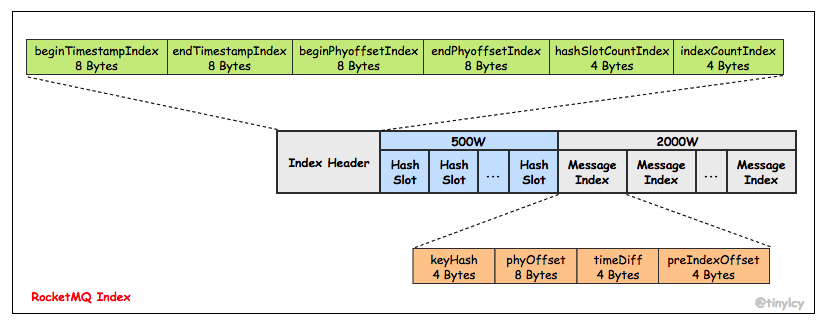 beginTimestampIndex endTimestampIndex beginPhyoffsetIndex endPhyoffsetIndex hashSlotCountIndex indexCountIndex
8 Bytes 8 Bytes 8 Bytes 8 Bytes 4 Bytes 4 Bytes
500W 2000W
Index Header
Hash Hash ... Hash Message Message ... Message
Slot Slot Slot Index Index Index
keyHash phyOffset timeDiff preIndexOffset
4 Bytes 8 Bytes 4 Bytes 4 Bytes
RocketMQ Index
@tinylcy